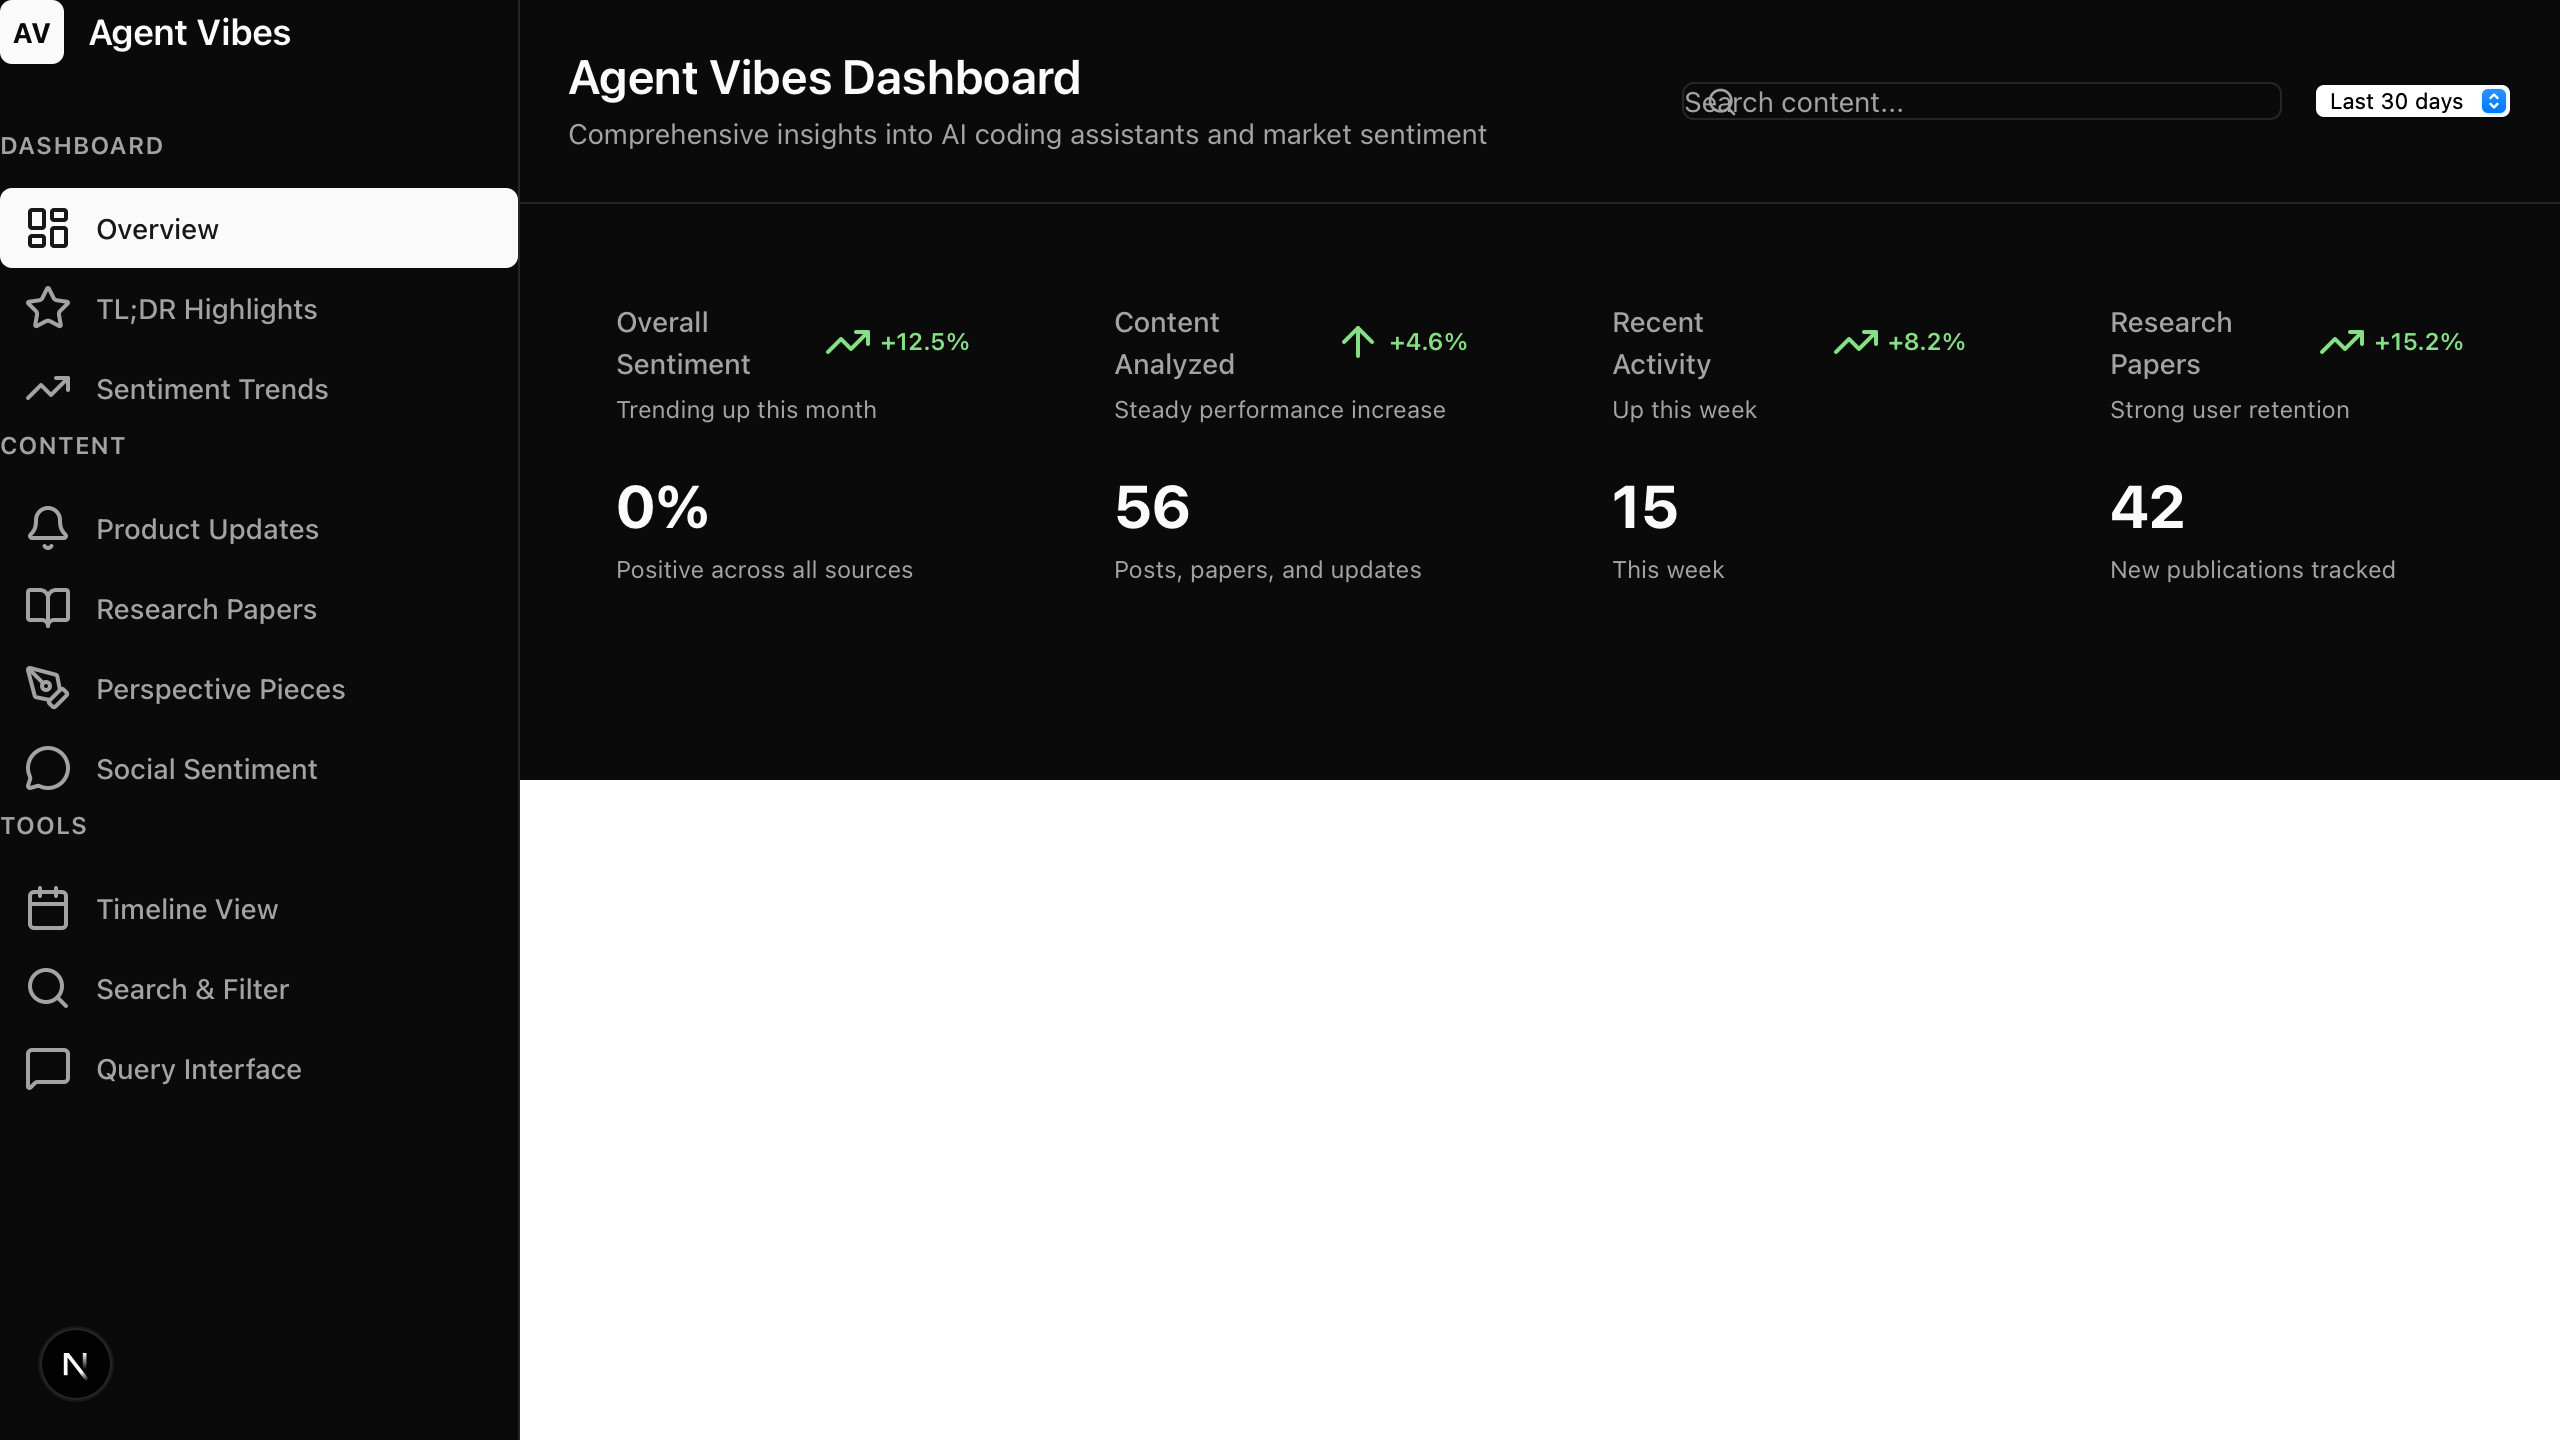 AV Agent Vibes
DASHBOARD
Overview
TL;DR Highlights
Sentiment Trends
CONTENT
Product Updates
Research Papers
Perspective Pieces
Social Sentiment
TOOLS
Timeline View
Search & Filter
Query Interface
N
Agent Vibes Dashboard
Comprehensive insights into AI coding assistants and market sentiment
Search content...
Last 30 days
Overall
Sentiment
+12.5%
Trending up this month
0%
Positive across all sources
Content
Analyzed
+4.6%
Steady performance increase
56
Posts, papers, and updates
Recent
Activity
+8.2%
Up this week
15
This week
Research
Papers
+15.2%
Strong user retention
42
New publications tracked